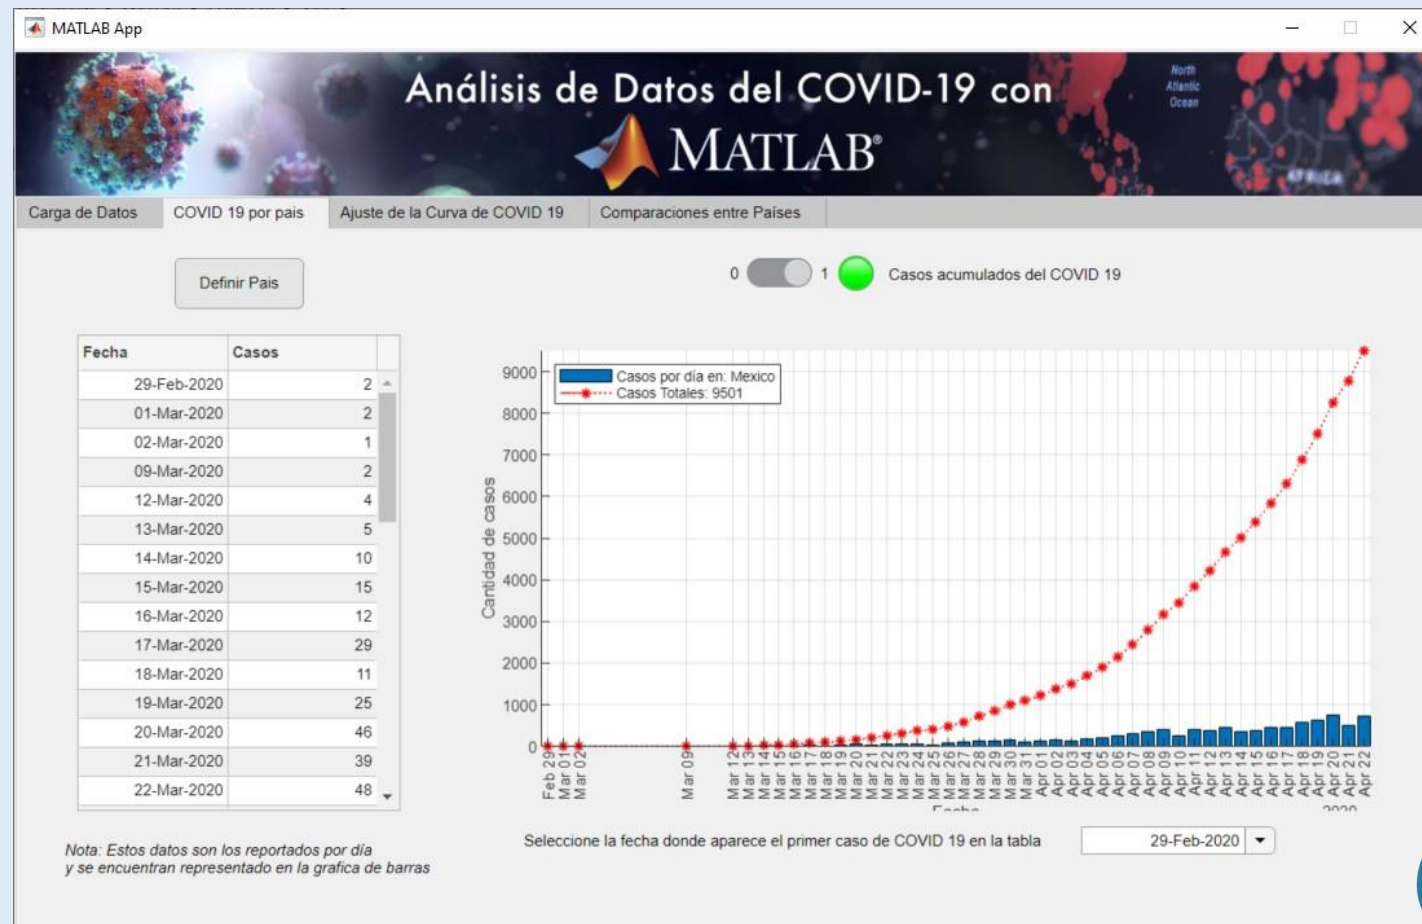 MATLAB App
Análisis de Datos del COVID-19 con
MATLAB®
North
Atlantic
Ocean
AFRICA
Carga de Datos COVID 19 por pais Ajuste de la Curva de COVID 19 Comparaciones entre Países
Definir Pais
0 1 Casos acumulados del COVID 19
Fecha Casos
29-Feb-2020 2
01-Mar-2020 2
02-Mar-2020 1
09-Mar-2020 2
12-Mar-2020 4
13-Mar-2020 5
14-Mar-2020 10
15-Mar-2020 15
16-Mar-2020 12
17-Mar-2020 29
18-Mar-2020 11
19-Mar-2020 25
20-Mar-2020 46
21-Mar-2020 39
22-Mar-2020 48
Nota: Estos datos son los reportados por día
y se encuentran representado en la grafica de barras
Casos por día en: Mexico
Casos Totales: 9501
Cantidad de casos
9000
8000
7000
6000
5000
4000
3000
2000
1000
0
Feb 29
Mar 01
Mar 02
Mar 09
Mar 12
Mar 13
Mar 14
Mar 15
Mar 16
Mar 17
Mar 18
Mar 19
Mar 20
Mar 21
Mar 22
Mar 23
Mar 24
Mar 25
Mar 26
Mar 27
Mar 28
Mar 29
Mar 30
Mar 31
Apr 01
Apr 02
Apr 03
Apr 04
Apr 05
Apr 06
Apr 07
Apr 08
Apr 09
Apr 10
Apr 11
Apr 12
Apr 13
Apr 14
Apr 15
Apr 16
Apr 17
Apr 18
Apr 19
Apr 20
Apr 21
Apr 22
Fecha
2020
Seleccione la fecha donde aparece el primer caso de COVID 19 en la tabla 29-Feb-2020